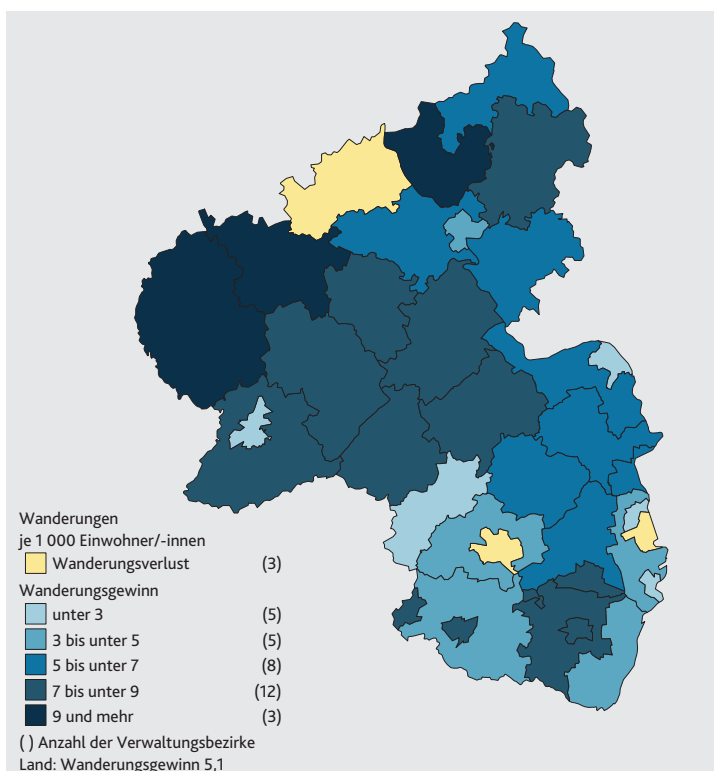 Wanderungen
je 1 000 Einwohner/-innen
Wanderungsverlust (3)
Wanderungsgewinn
unter 3 (5)
3 bis unter 5 (5)
5 bis unter 7 (8)
7 bis unter 9 (12)
9 und mehr (3)
( ) Anzahl der Verwaltungsbezirke
Land: Wanderungsgewinn 5,1